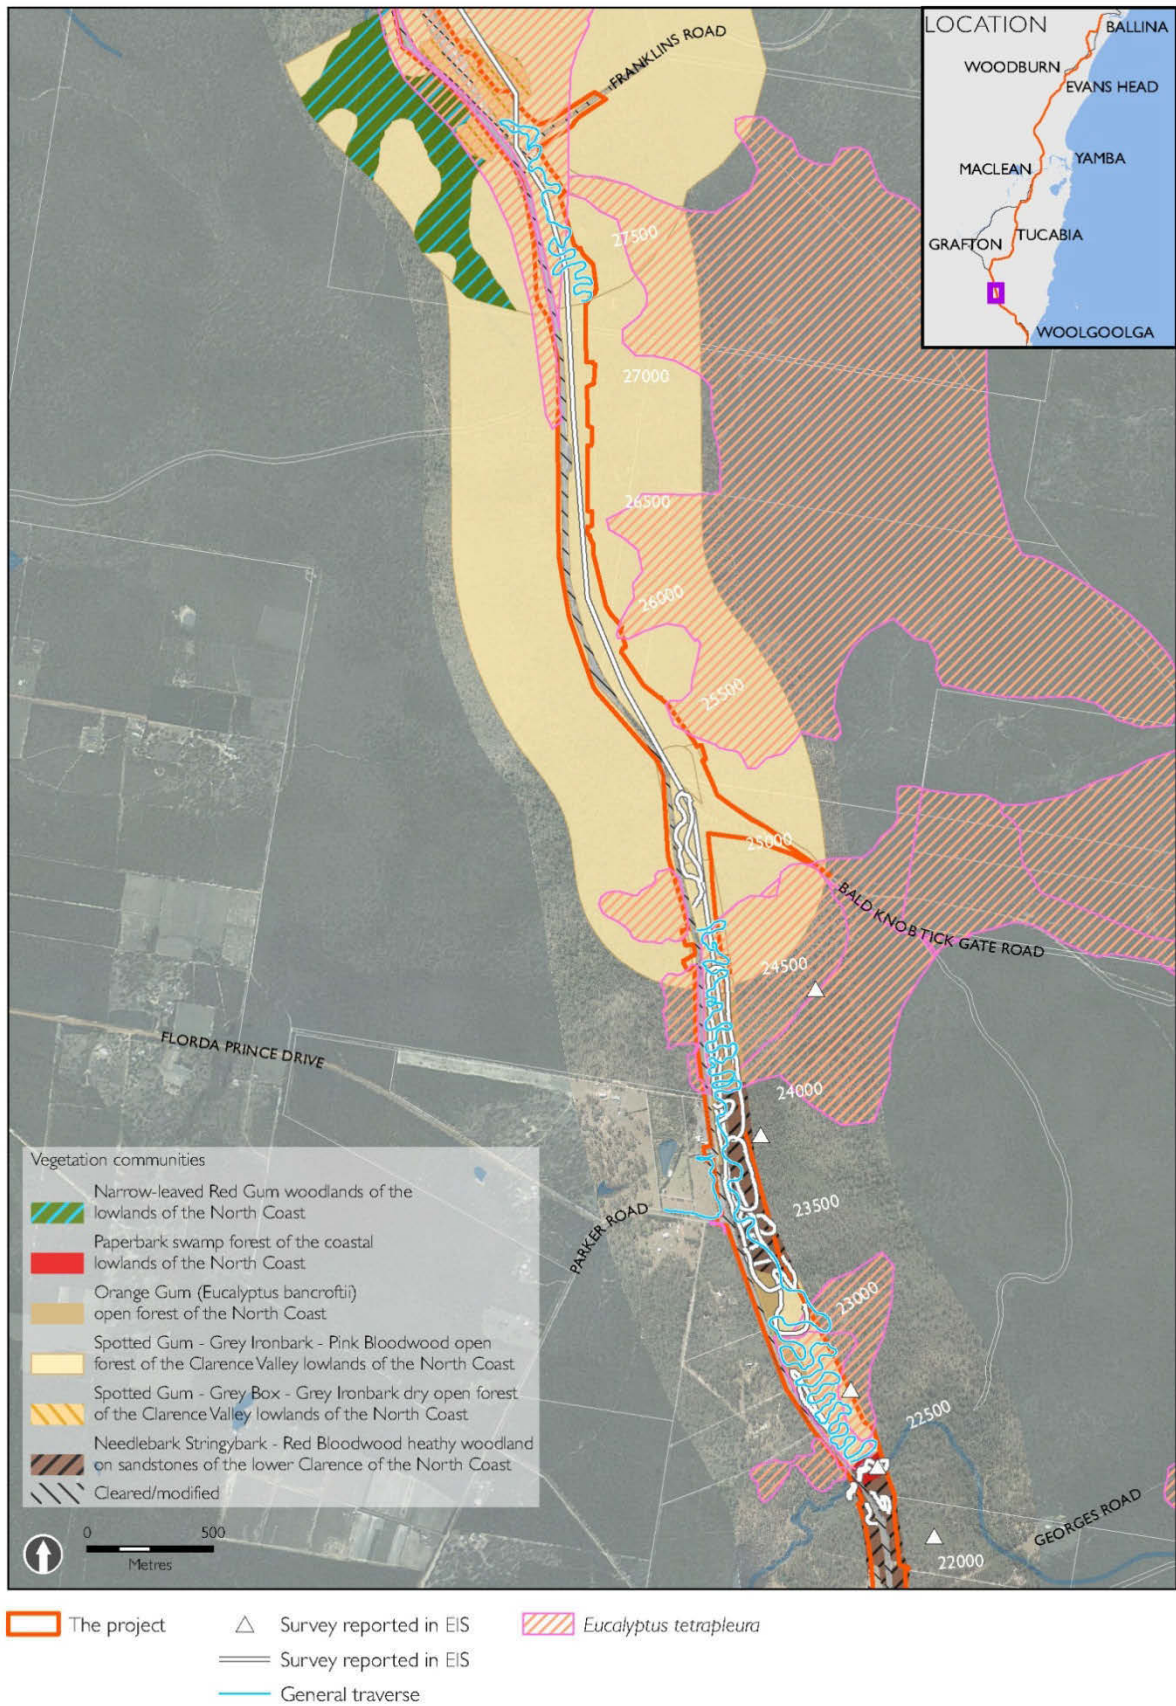 LOCATION
BALLINA
WOODBURN
EVANS HEAD
YAMBA
MACLEAN
TUCABIA
GRAFTON
WOOLGOOLGA
FRANKLINS ROAD
27500
27000
26500
26000
25500
25000
BALD KNOB TICK GATE ROAD
24500
FLORDA PRINCE DRIVE
24000
23500
PARKER ROAD
23000
22500
GEORGES ROAD
22000
Vegetation communities
Narrow-leaved Red Gum woodlands of the
lowlands of the North Coast
Paperbark swamp forest of the coastal
lowlands of the North Coast
Orange Gum (Eucalyptus bancroftii)
open forest of the North Coast
Spotted Gum - Grey Ironbark - Pink Bloodwood open
forest of the Clarence Valley lowlands of the North Coast
Spotted Gum - Grey Box - Grey Ironbark dry open forest
of the Clarence Valley lowlands of the North Coast
Needlebark Stringybark - Red Bloodwood heathy woodland
on sandstones of the lower Clarence of the North Coast
Cleared/modified
0 500
Metres
The project
Survey reported in EIS
Eucalyptus tetrapleura
Survey reported in EIS
General traverse